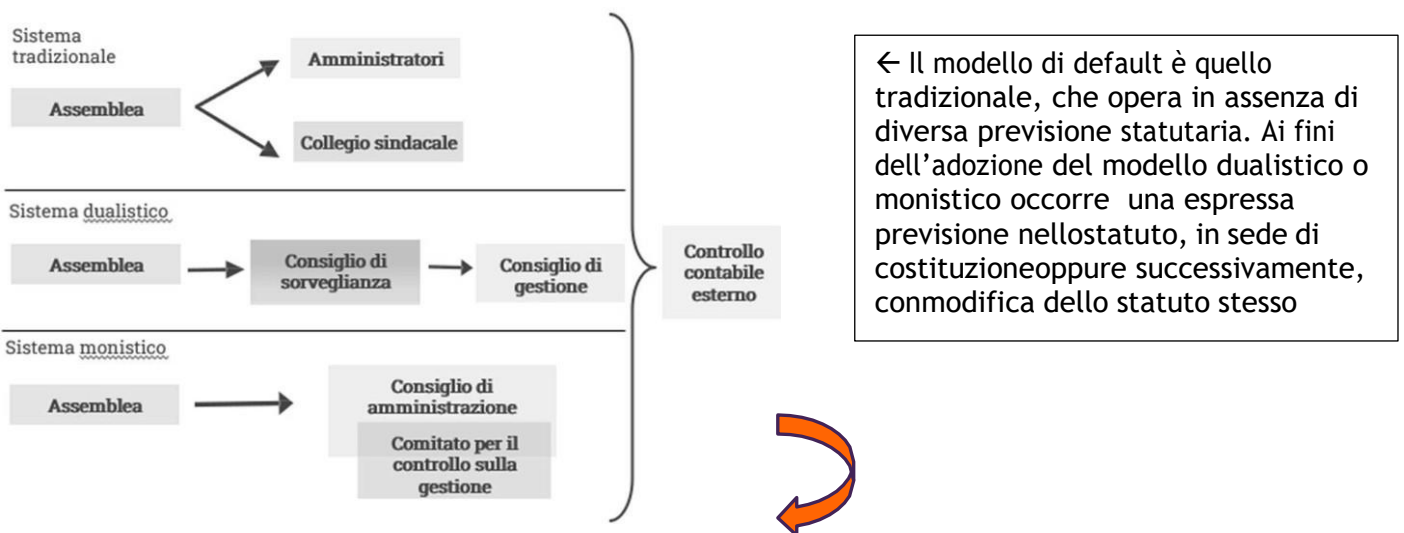 Sistema
tradizionale
Amministratori
Assemblea
Collegio sindacale
Sistema dualistico
Assemblea
Consiglio di
sorveglianza
Consiglio di
gestione
Sistema monistico
Assemblea
Consiglio di
amministrazione
Comitato per il
controllo sulla
gestione
Controllo
contabile
esterno
← Il modello di default è quello
tradizionale, che opera in assenza di
diversa previsione statutaria. Ai fini
dell’adozione del modello dualistico o
monistico occorre una espressa
previsione nellostatuto, in sede di
costituzioneoppure successivamente,
conmodifica dello statuto stesso